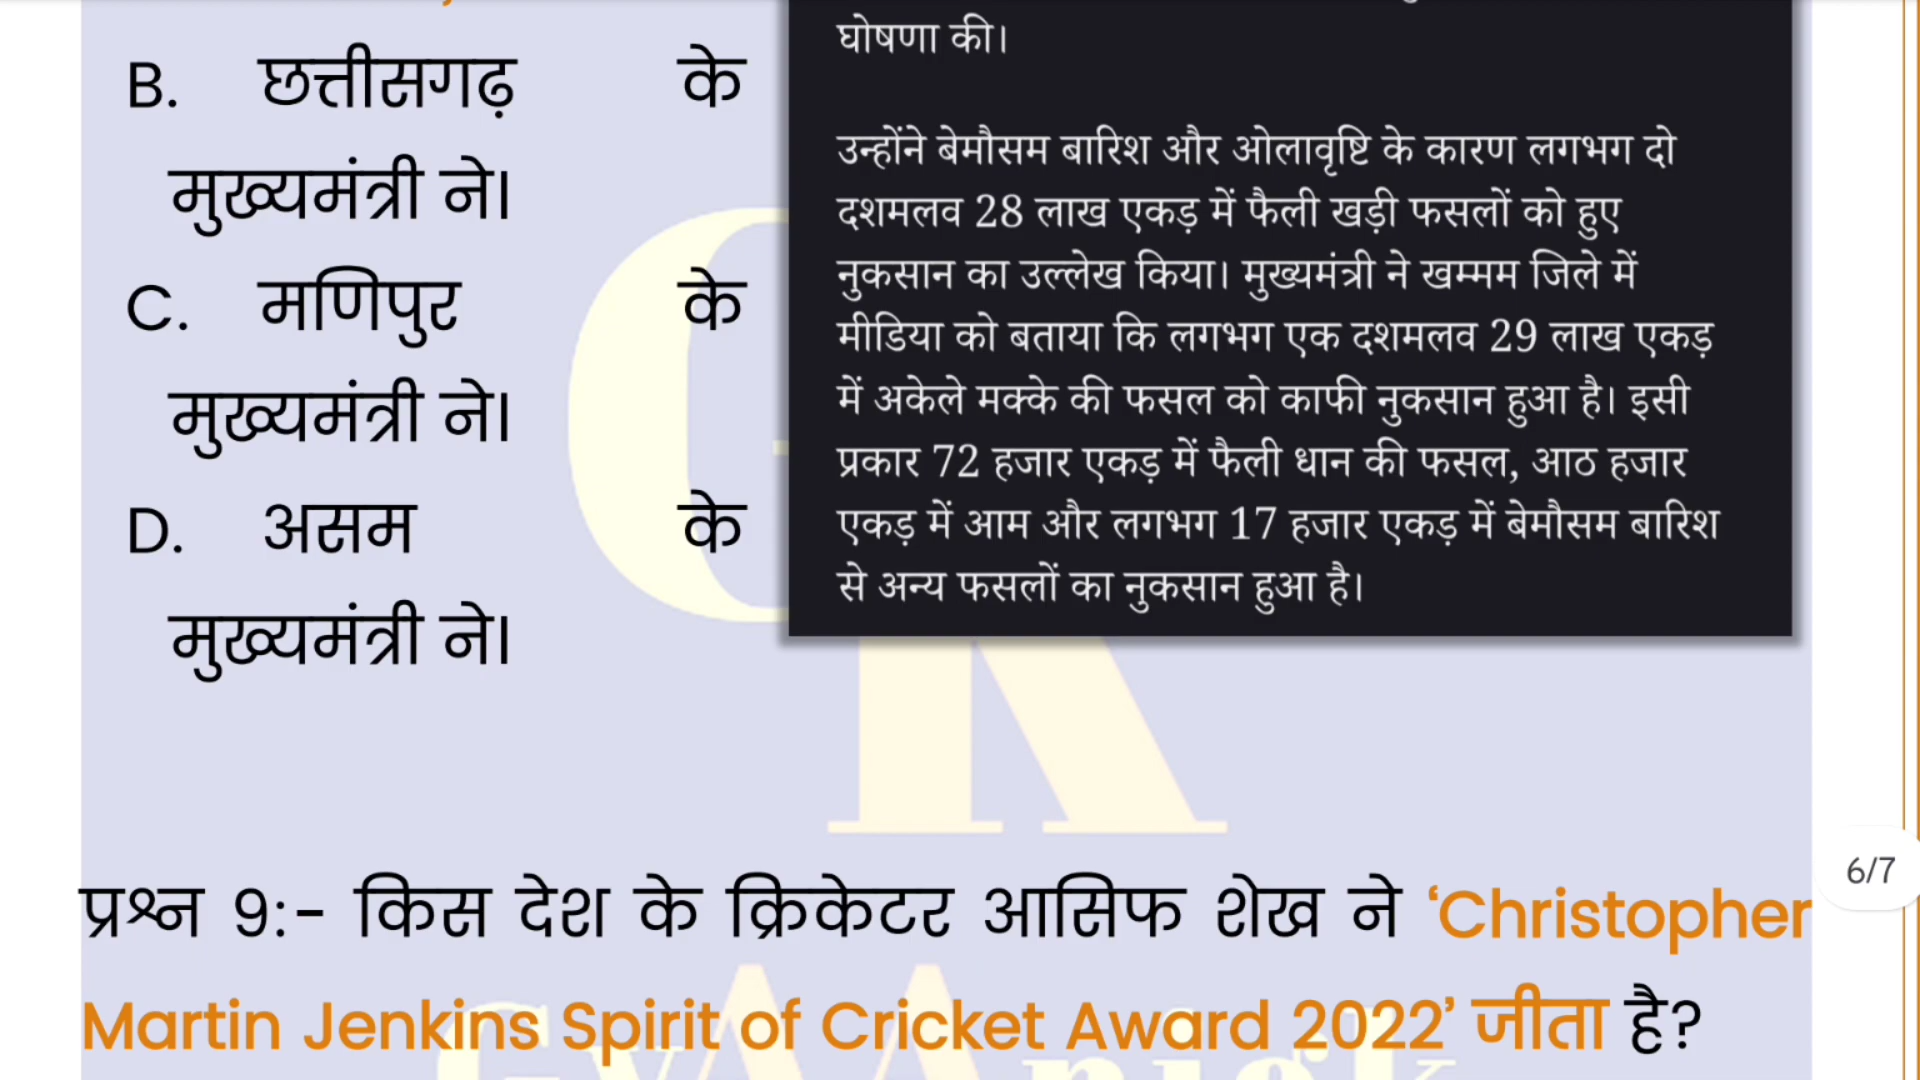 B. छत्तीसगढ़ के
मुख्यमंत्री ने।
C. मणिपुर के
मुख्यमंत्री ने।
D. असम के
मुख्यमंत्री ने।
घोषणा की।
उन्होंने बेमौसम बारिश और ओलावृष्टि के कारण लगभग दो
दशमलव 28 लाख एकड़ में फैली खड़ी फसलों को हुए
नुकसान का उल्लेख किया। मुख्यमंत्री ने खम्मम जिले में
मीडिया को बताया कि लगभग एक दशमलव 29 लाख एकड़
में अकेले मक्के की फसल को काफी नुकसान हुआ है। इसी
प्रकार 72 हजार एकड़ में फैली धान की फसल, आठ हजार
एकड़ में आम और लगभग 17 हजार एकड़ में बेमौसम बारिश
से अन्य फसलों का नुकसान हुआ है।
6/7
प्रश्न 9:- किस देश के क्रिकेटर आसिफ शेख ने ‘Christopher
Martin Jenkins Spirit of Cricket Award 2022’ जीता है?